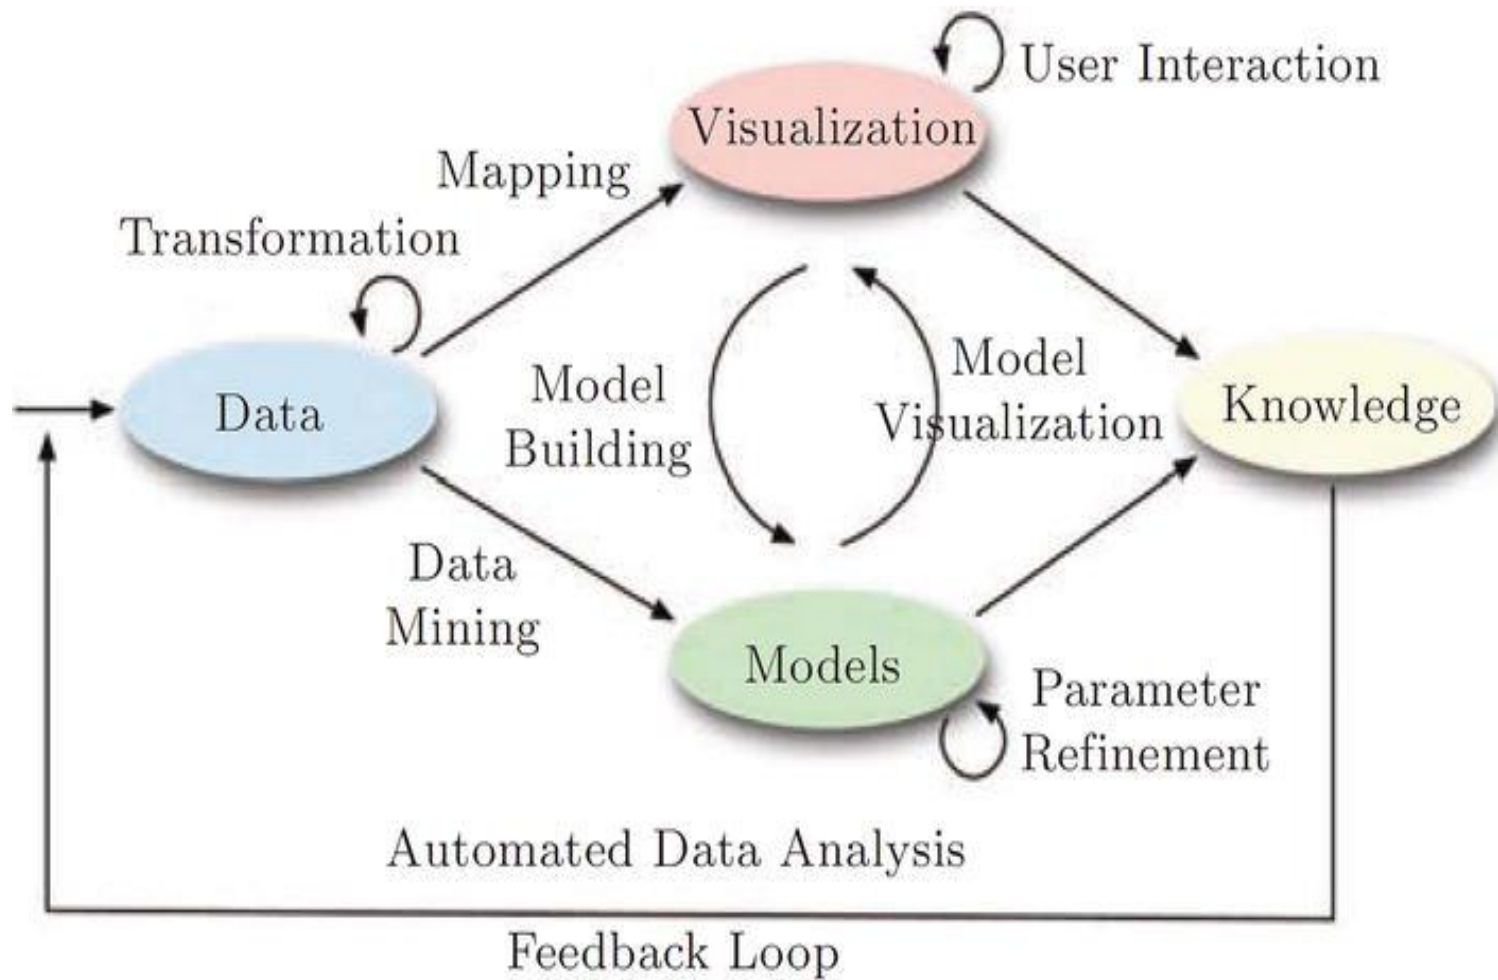 User Interaction
Visualization
Mapping
Transformation
Model
Building
Model
Visualization
Data
Knowledge
Data
Mining
Models
Parameter
Refinement
Automated Data Analysis
Feedback Loop